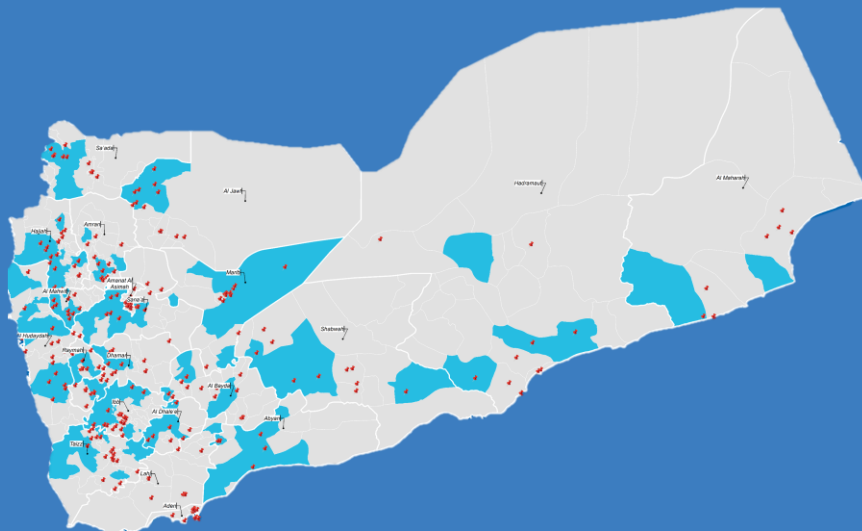 Sa'ada
Al Jawf
Hadramaut
Al Maharah
Amran
Hajjah
Marib
Amanat Al
Asimah
Al Mahwit
Sana'a
Shabwah
Al Hudaydah
Raymah
Dhamar
Al Bayda
Ibb
Al Dhale'e
Abyan
Taizz
Lahj
Aden